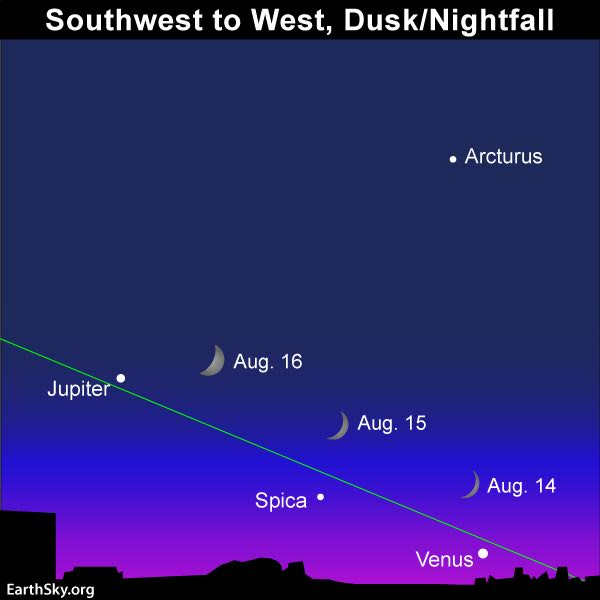 Southwest to West, Dusk/Nightfall
Arcturus
Aug. 16
Jupiter
Aug. 15
Aug. 14
Spica
Venus
EarthSky.org